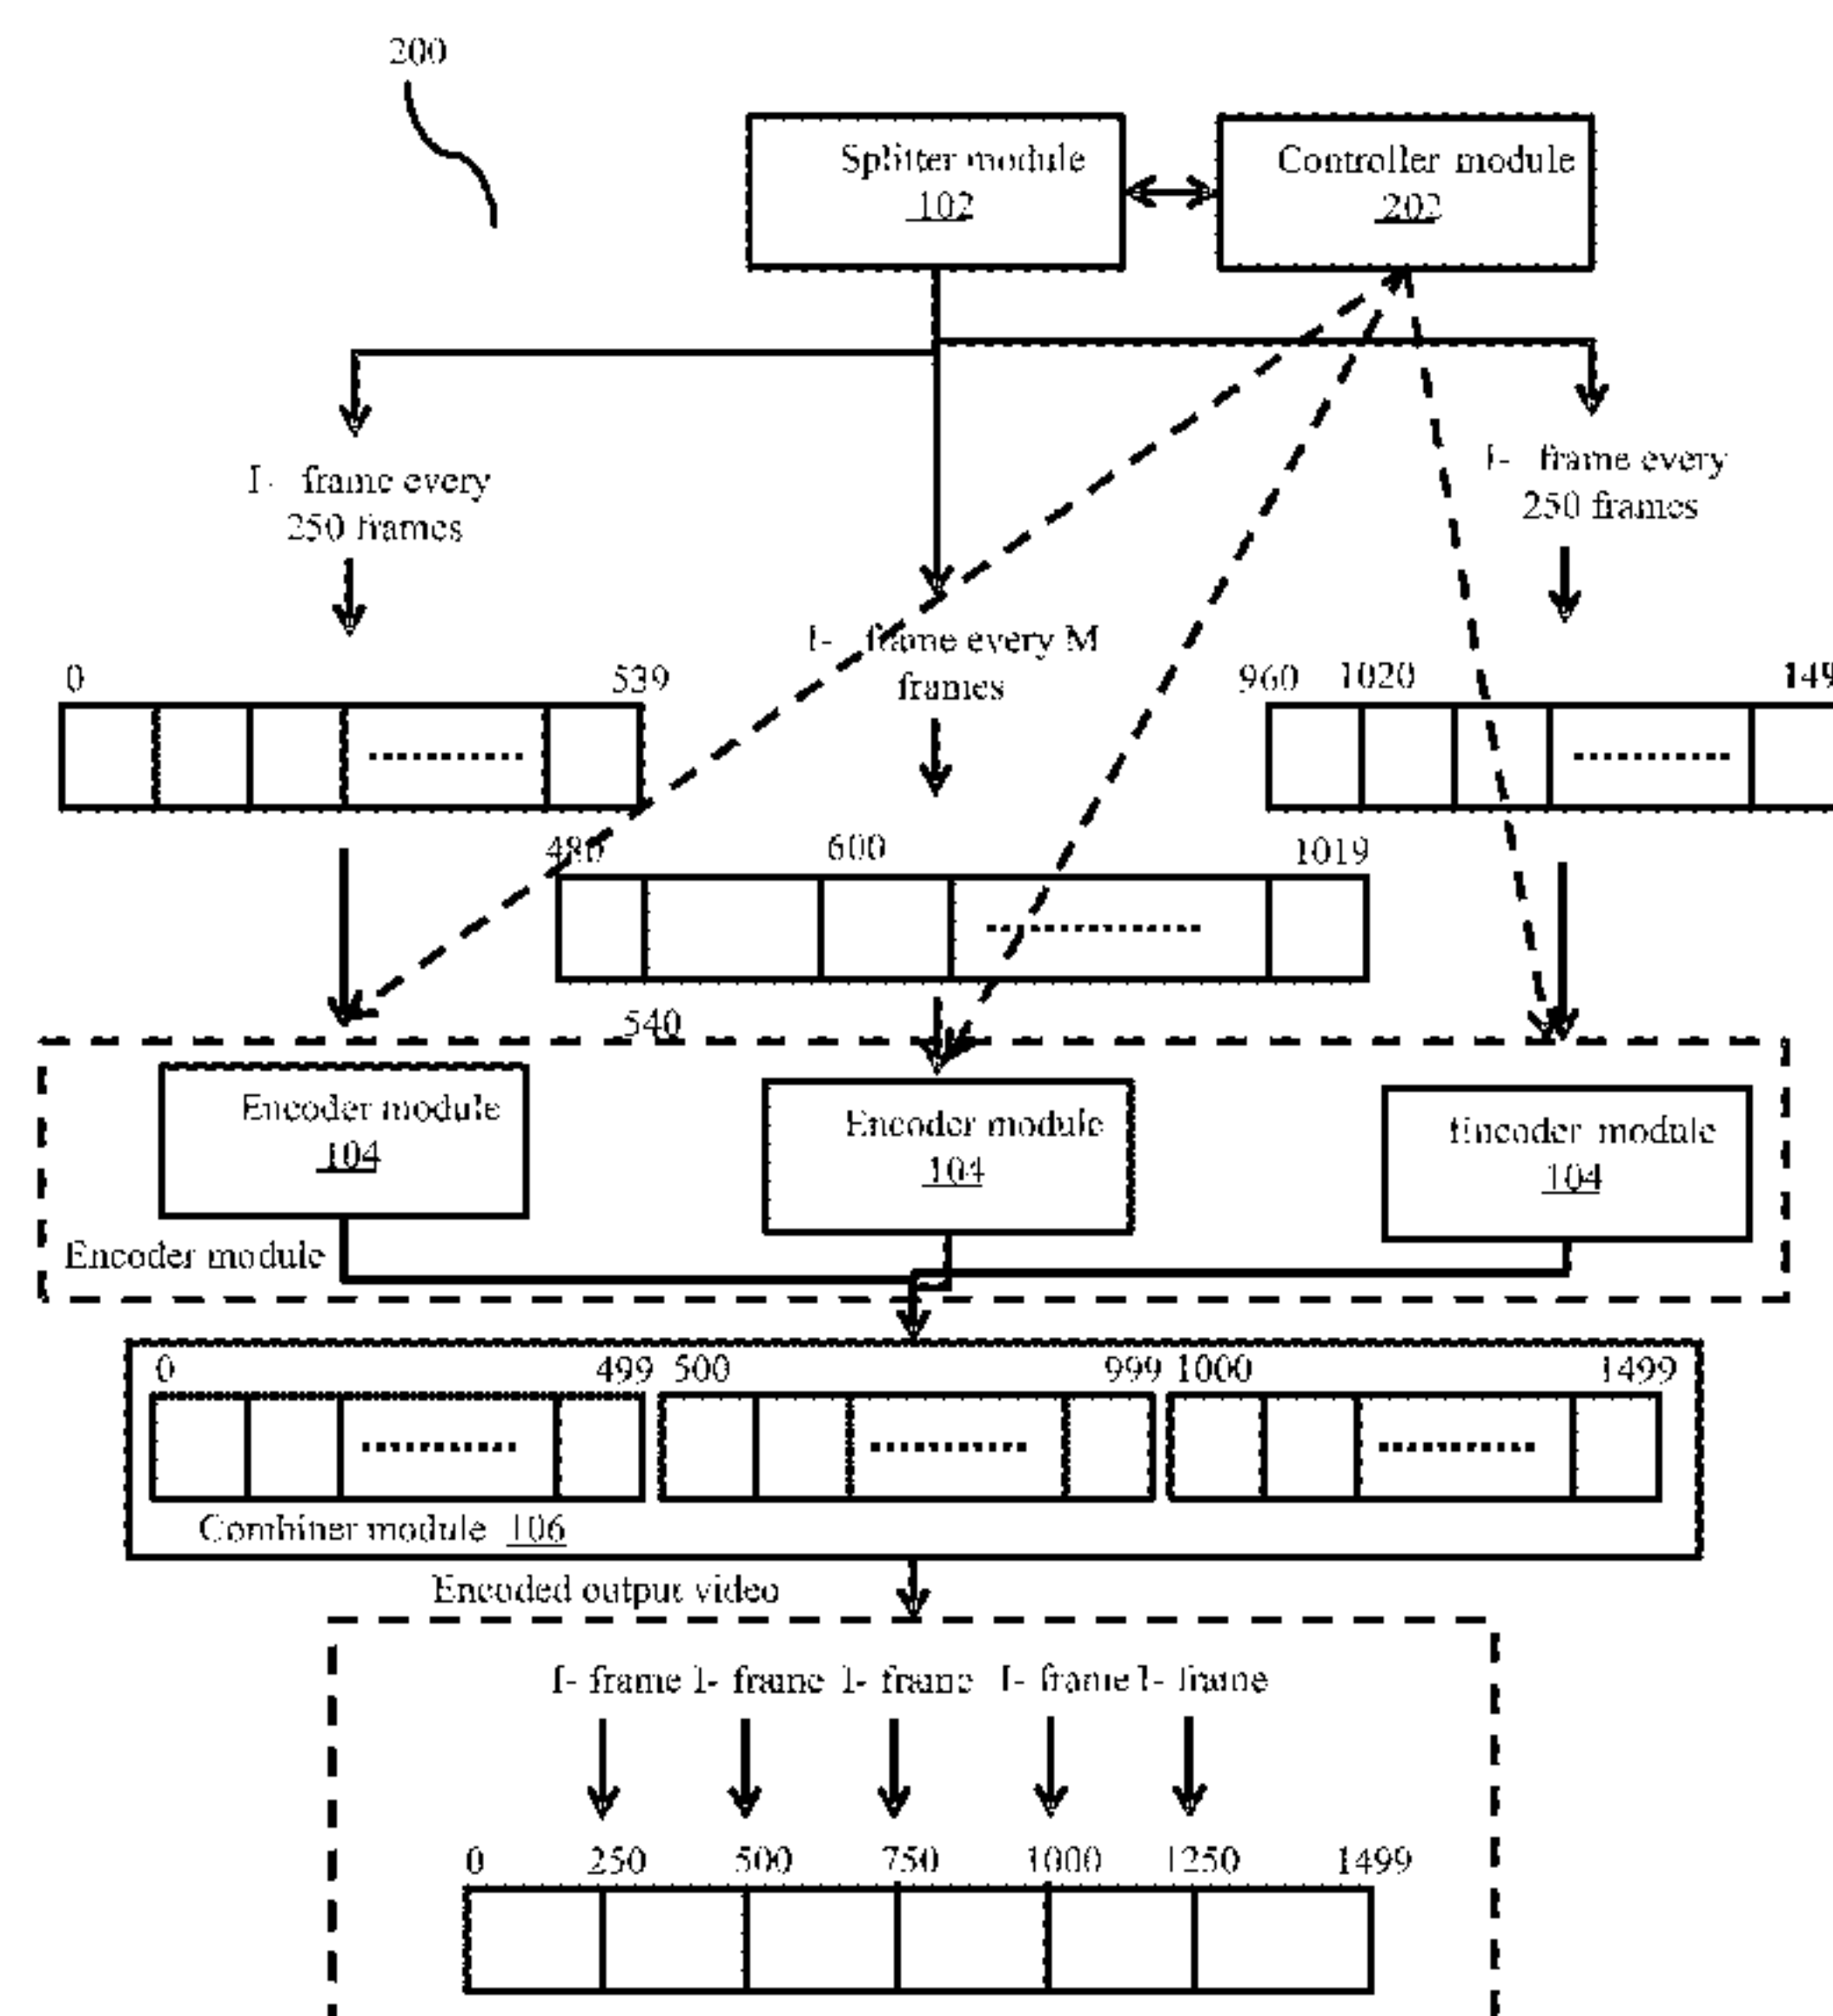 200
Splitter module
102
Controller module
202
I- frame every
250 frames
I- frame every
250 frames
I- frame every M
frames
0
539
960
1020
480
600
1019
540
Encoder module
104
Encoder module
104
Encoder module
104
Encoder module
0
499
500
999
1000
1499
Combiner module 106
Encoded output video
I- frame I- frame I- frame I- frame I- frame
0
250
500
750
1000
1250
1499